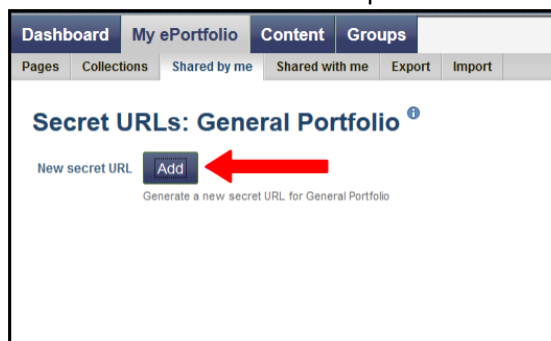 Dashboard My ePortfolio Content Groups
Pages Collections Shared by me Shared with me Export Import
Secret URLs: General Portfolio
New secret URL Add
Generate a new secret URL for General Portfolio